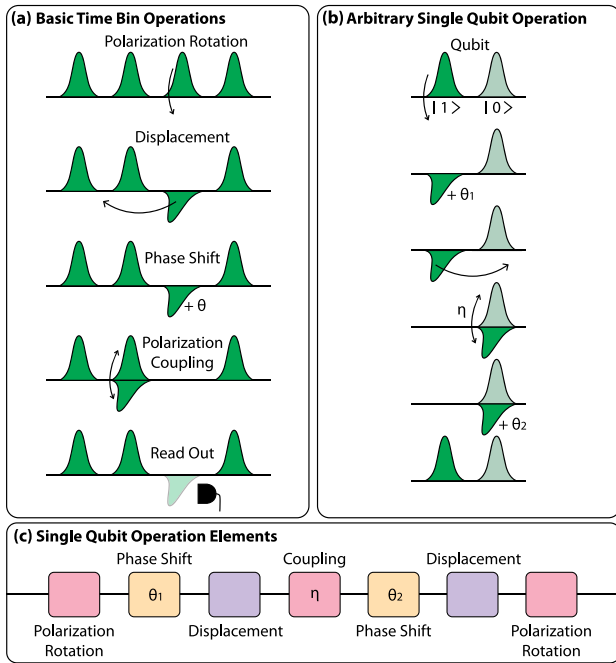 (a) Basic Time Bin Operations
Polarization Rotation
Displacement
Phase Shift
+ θ
Polarization
Coupling
Read Out
(b) Arbitrary Single Qubit Operation
Qubit
| 1 >
| 0 >
+ θ1
η
+ θ2
(c) Single Qubit Operation Elements
Phase Shift
Coupling
Displacement
θ1
η
θ2
Polarization
Rotation
Displacement
Phase Shift
Polarization
Rotation